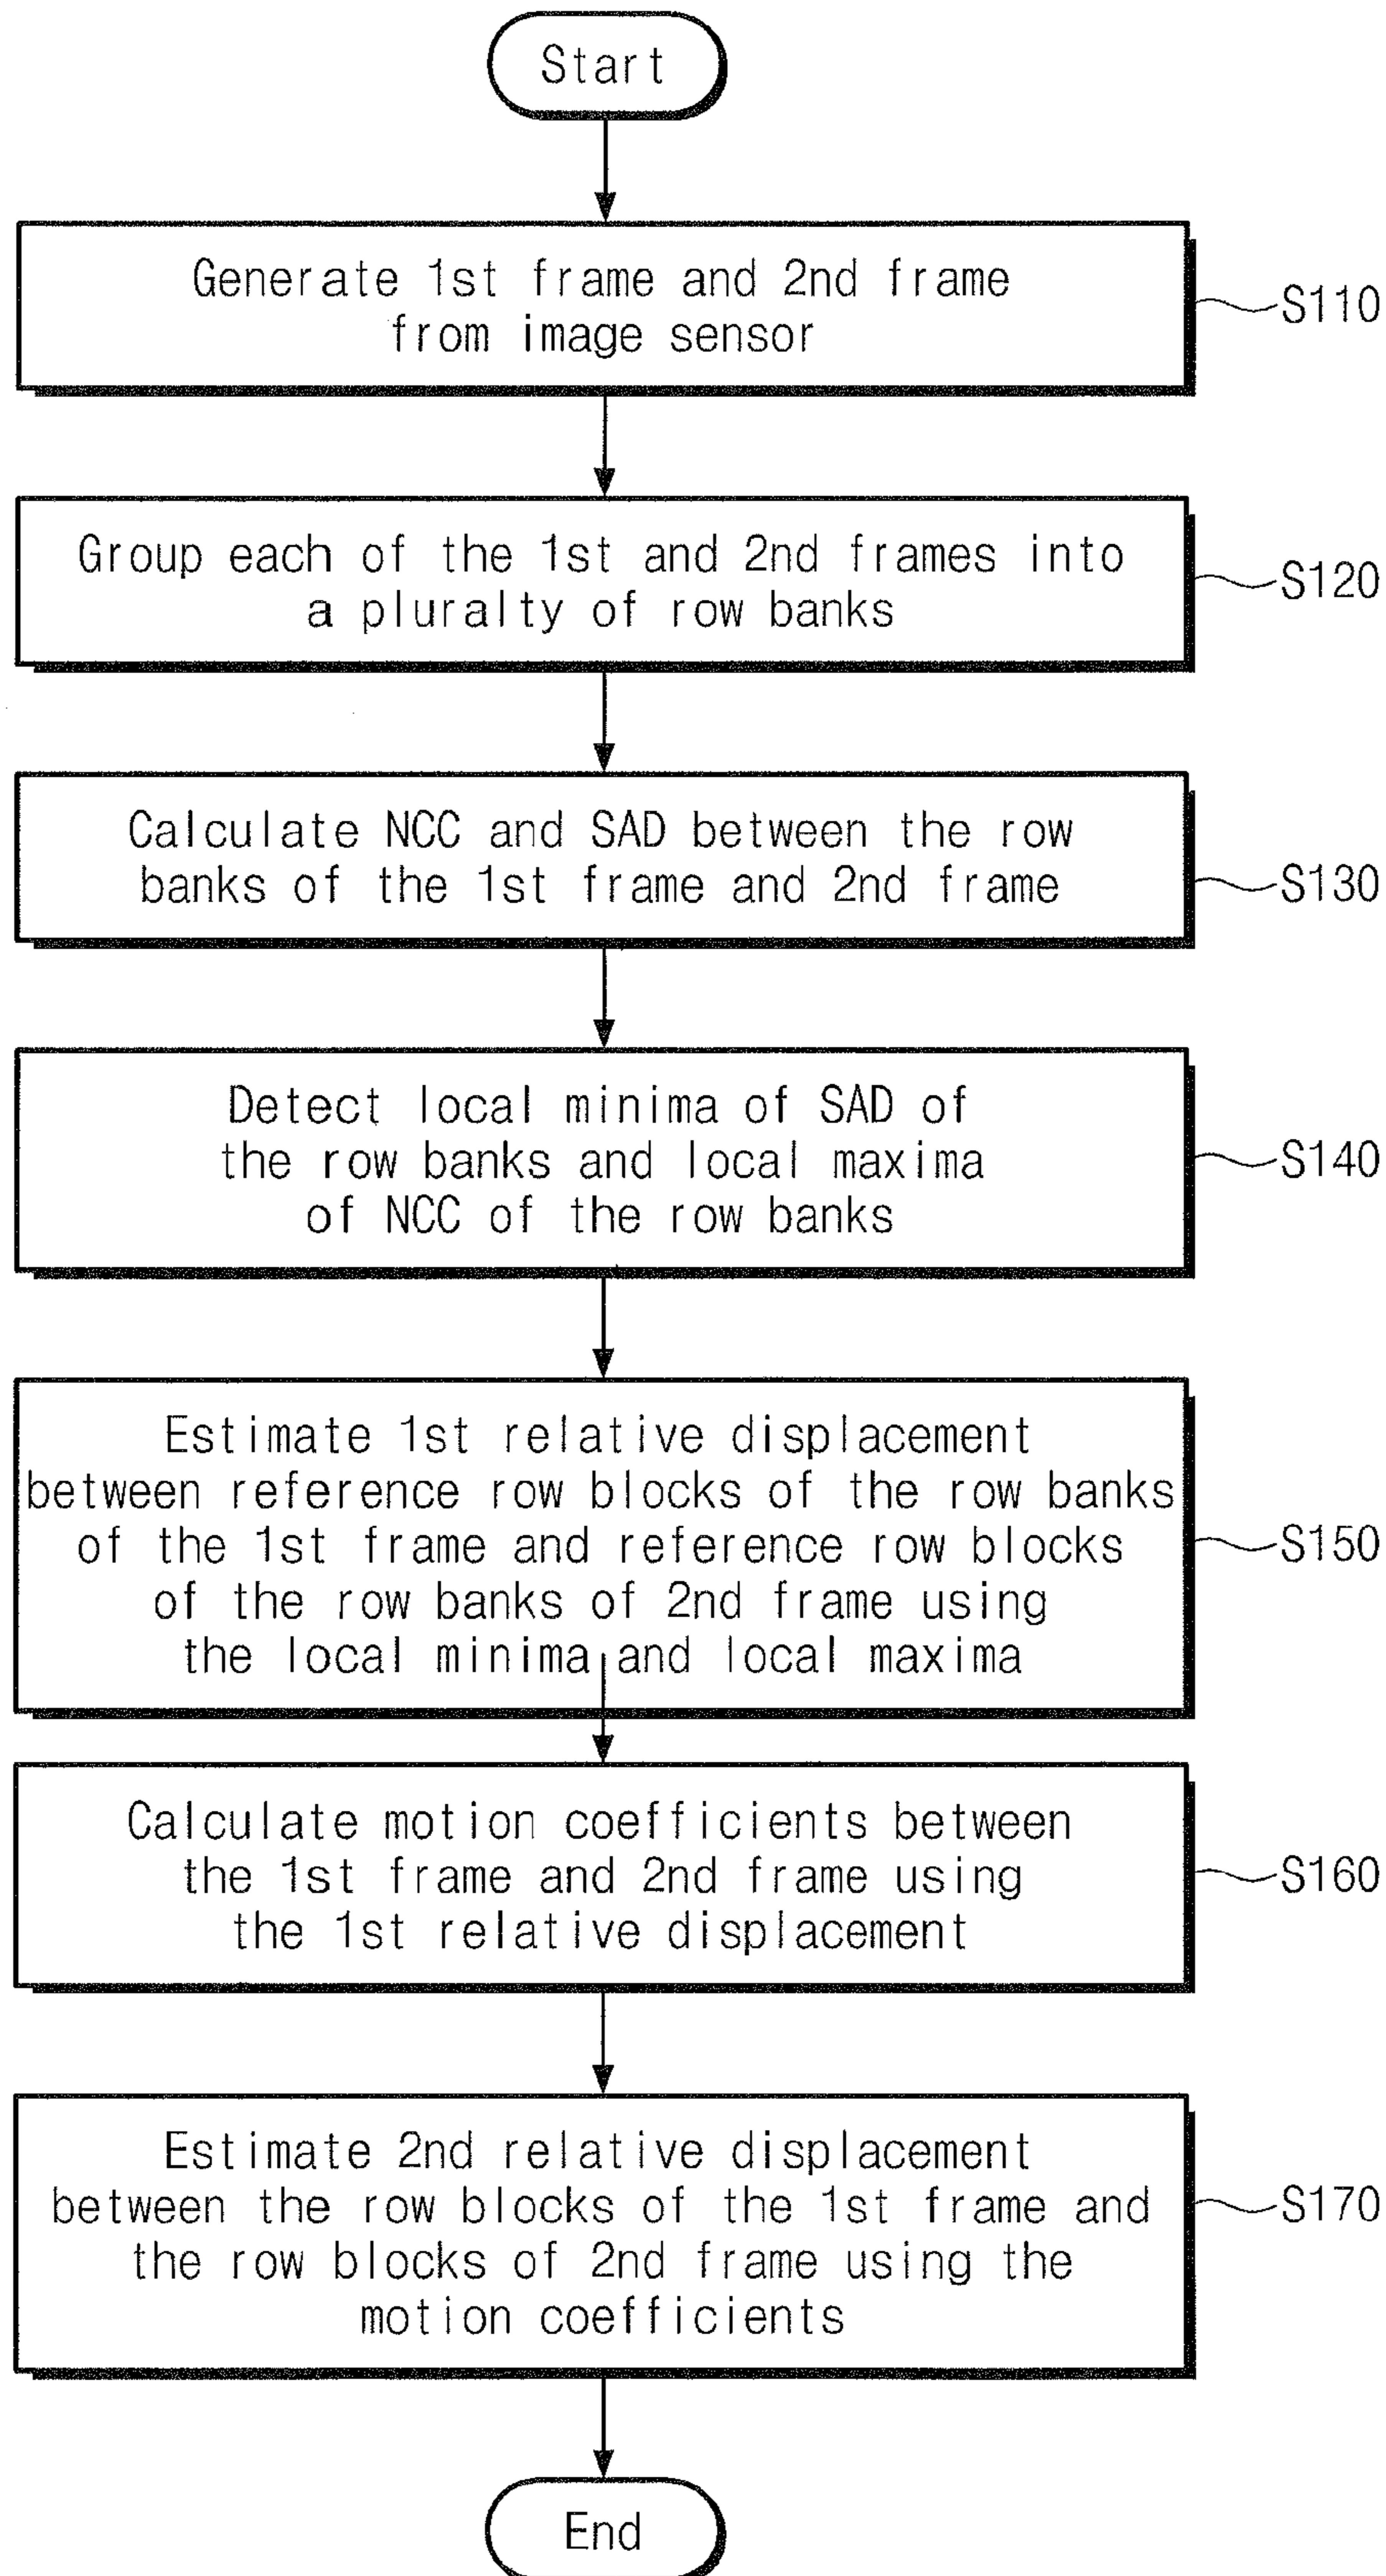 Start
Generate 1st frame and 2nd frame
from image sensor
S110
Group each of the 1st and 2nd frames into
a pluralty of row banks
S120
Calculate NCC and SAD between the row
banks of the 1st frame and 2nd frame
S130
Detect local minima of SAD of
the row banks and local maxima
of NCC of the row banks
S140
Estimate 1st relative displacement
between reference row blocks of the row banks
of the 1st frame and reference row blocks
of the row banks of 2nd frame using
the local minima and local maxima
S150
Calculate motion coefficients between
the 1st frame and 2nd frame using
the 1st relative displacement
S160
Estimate 2nd relative displacement
between the row blocks of the 1st frame and
the row blocks of 2nd frame using the
motion coefficients
S170
End